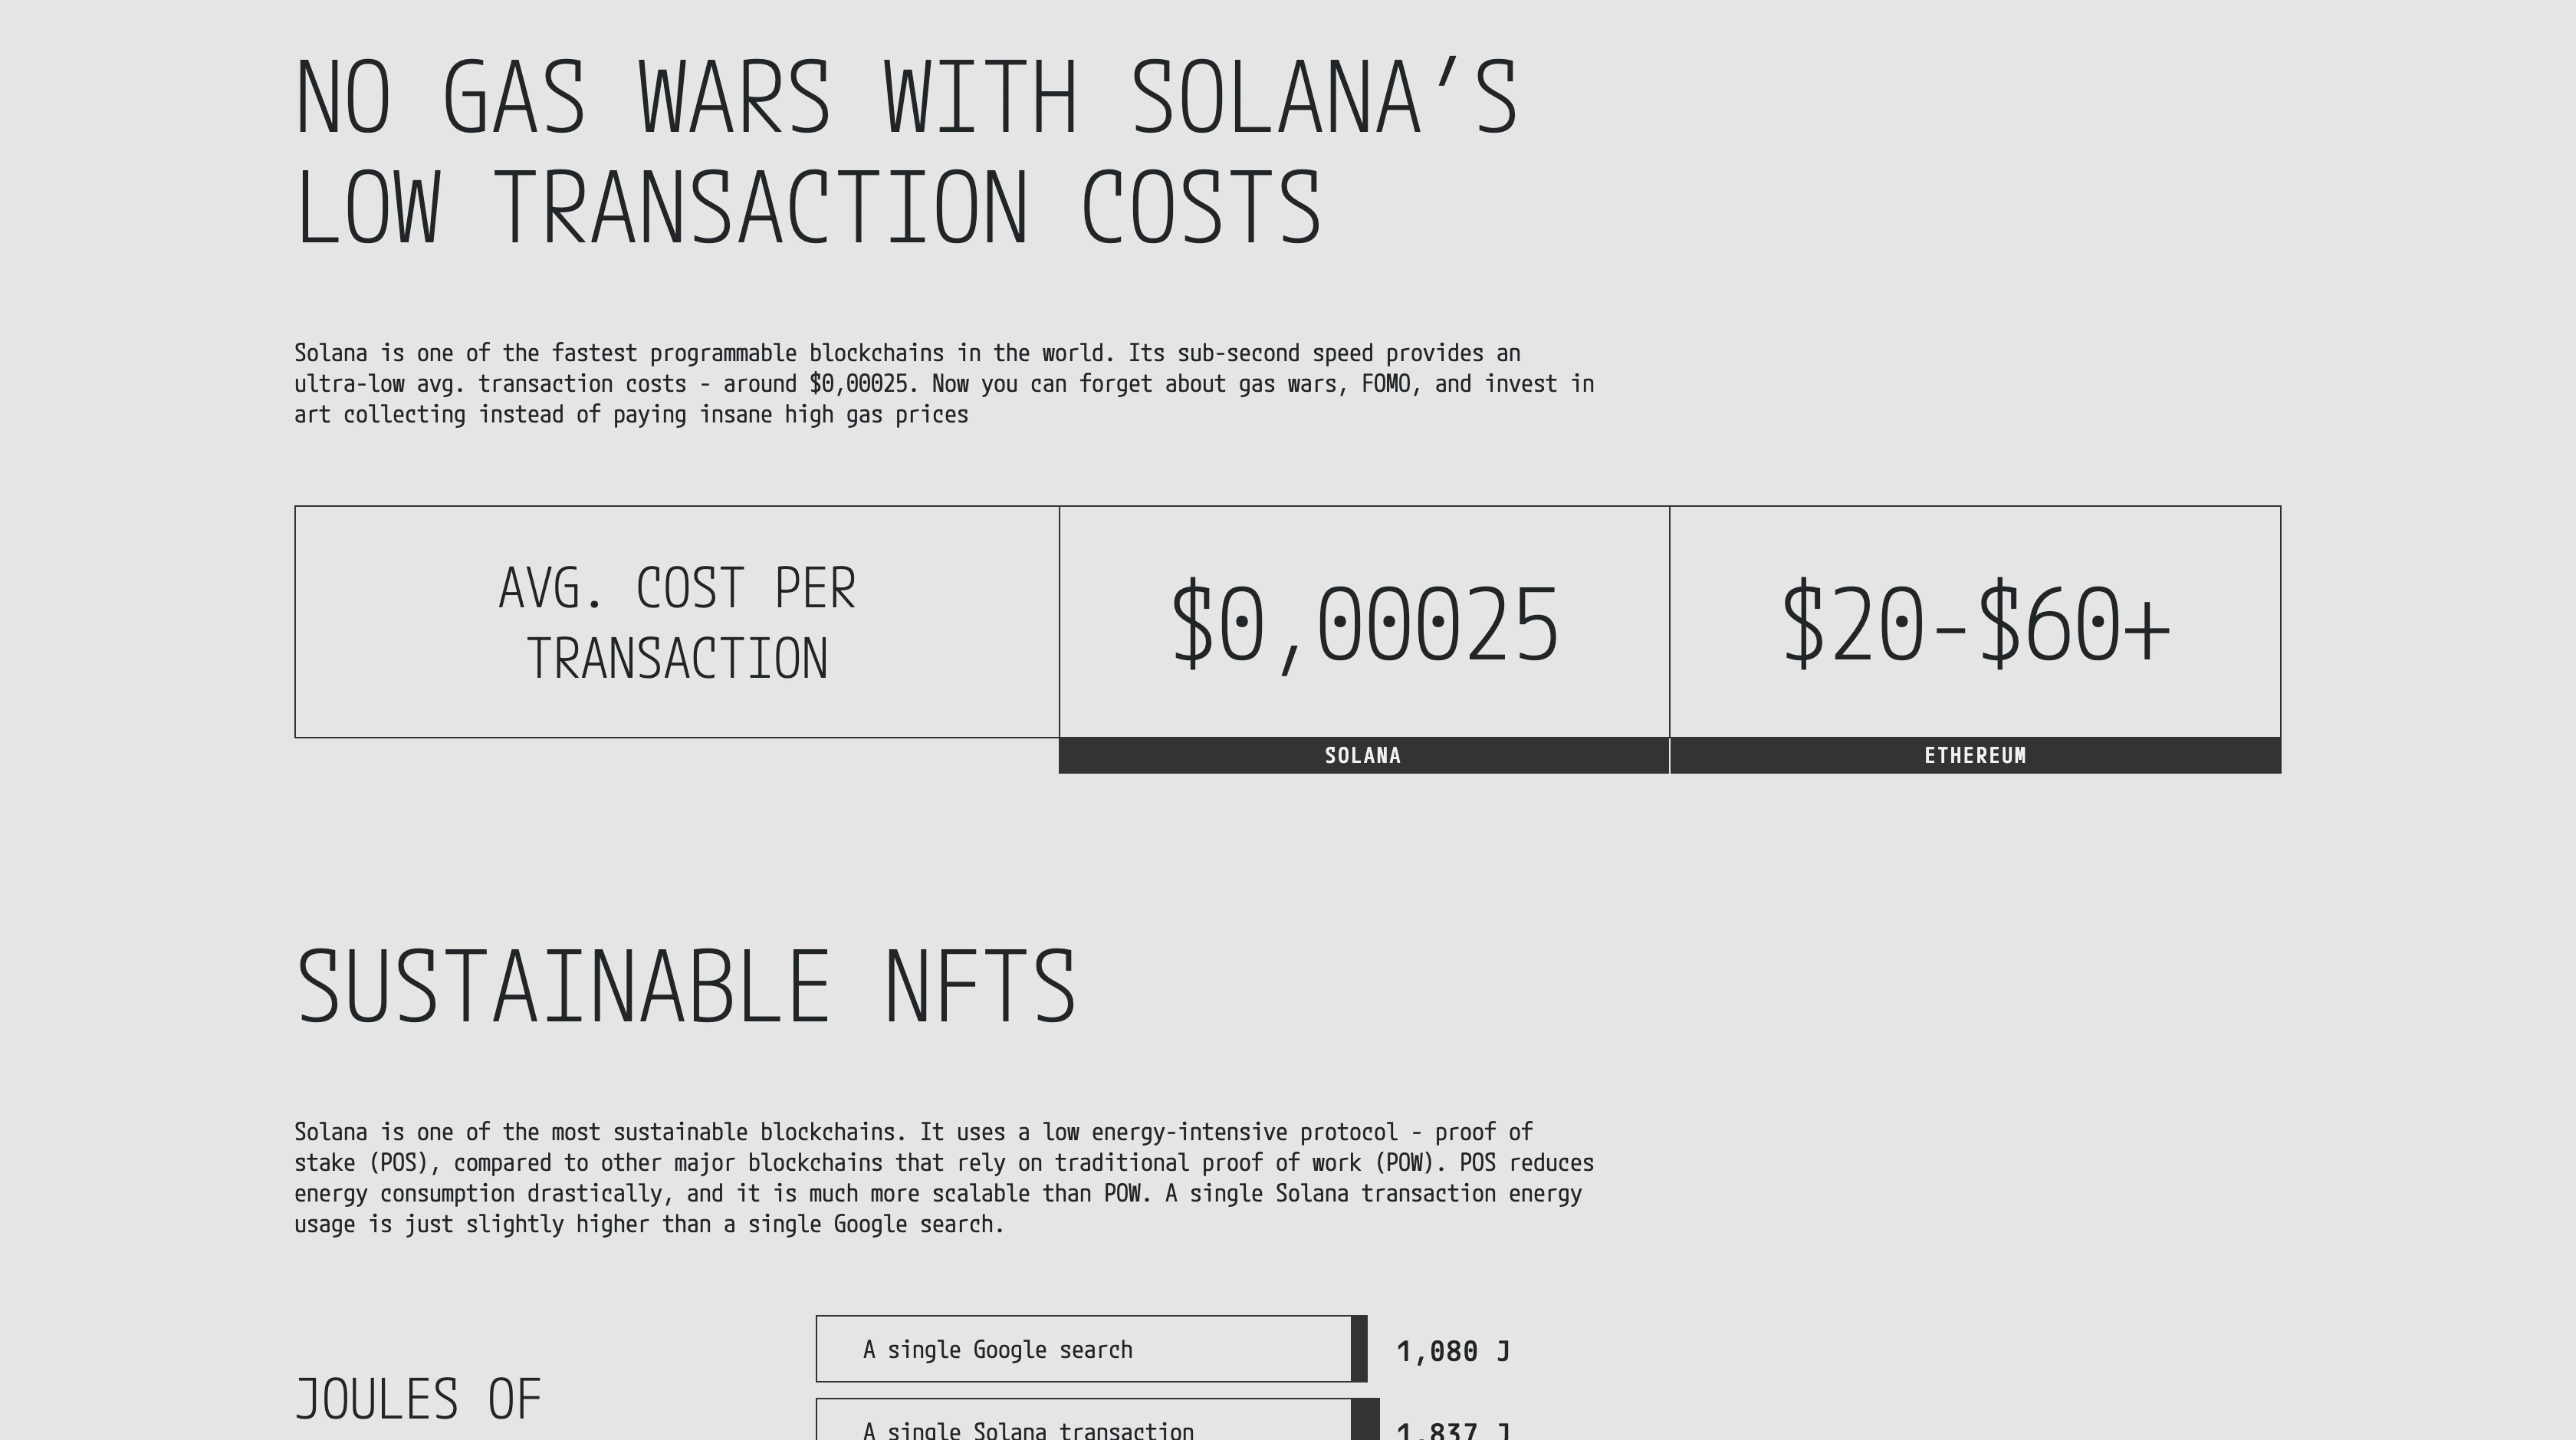 NO GAS WARS WITH SOLANA’S
LOW TRANSACTION COSTS
Solana is one of the fastest programmable blockchains in the world. Its sub-second speed provides an
ultra-low avg. transaction costs - around $0,00025. Now you can forget about gas wars, FOMO, and invest in
art collecting instead of paying insane high gas prices
AVG. COST PER
TRANSACTION
$0,00025
SOLANA
$20-$60+
ETHEREUM
SUSTAINABLE NFTS
Solana is one of the most sustainable blockchains. It uses a low energy-intensive protocol - proof of
stake (POS), compared to other major blockchains that rely on traditional proof of work (POW). POS reduces
energy consumption drastically, and it is much more scalable than POW. A single Solana transaction energy
usage is just slightly higher than a single Google search.
JOULES OF
A single Google search
1,080 J
A single Solana transaction
1,837 J